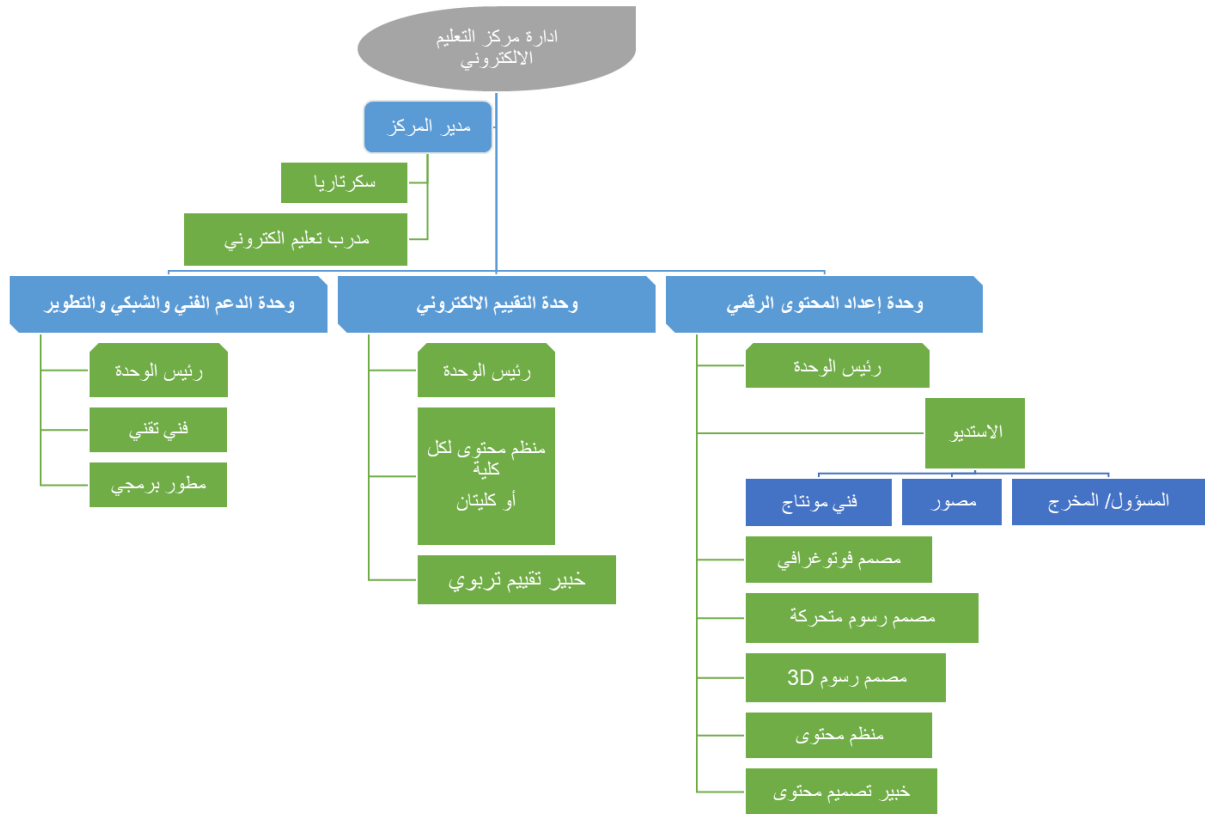 ادارة مركز التعليم
الالكتروني
مدير المركز
سكرتاريا
مدرب تعليم الكتروني
وحدة إعداد المحتوى الرقمي
رئيس الوحدة
الاستديو
المسؤول/ المخرج
مصور
فني مونتاج
مصمم فوتوغرافي
مصمم رسوم متحركة
مصمم رسوم 3D
منظم محتوى
خبير تصميم محتوى
وحدة التقييم الالكتروني
رئيس الوحدة
منظم محتوى لكل
كلية
أو كليتان
خبير تقييم تربوي
وحدة الدعم الفني والشبكي والتطوير
رئيس الوحدة
فني تقني
مطور برمجي